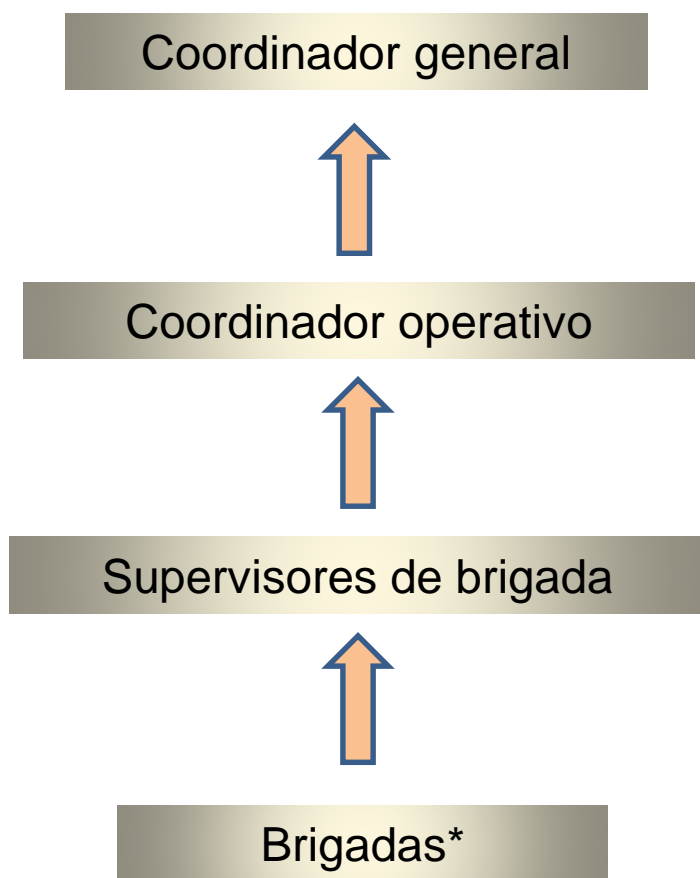 Coordinador general
Coordinador operativo
Supervisores de brigada
Brigadas*